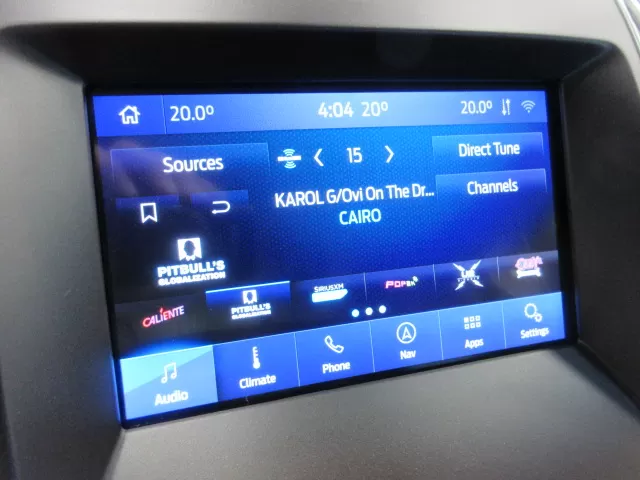 20.0° 4:04 20° 20.0°
Sources 15 Direct Tune
Channels
KAROL G/Ovi On The Dr...
CAIRO
PITBULL'S
GLOBALIZATION
CALIENTE
PITBULL'S
GLOBALIZATION
SIRIUSXM
POP2K
Audio Climate Phone Nav Apps Settings